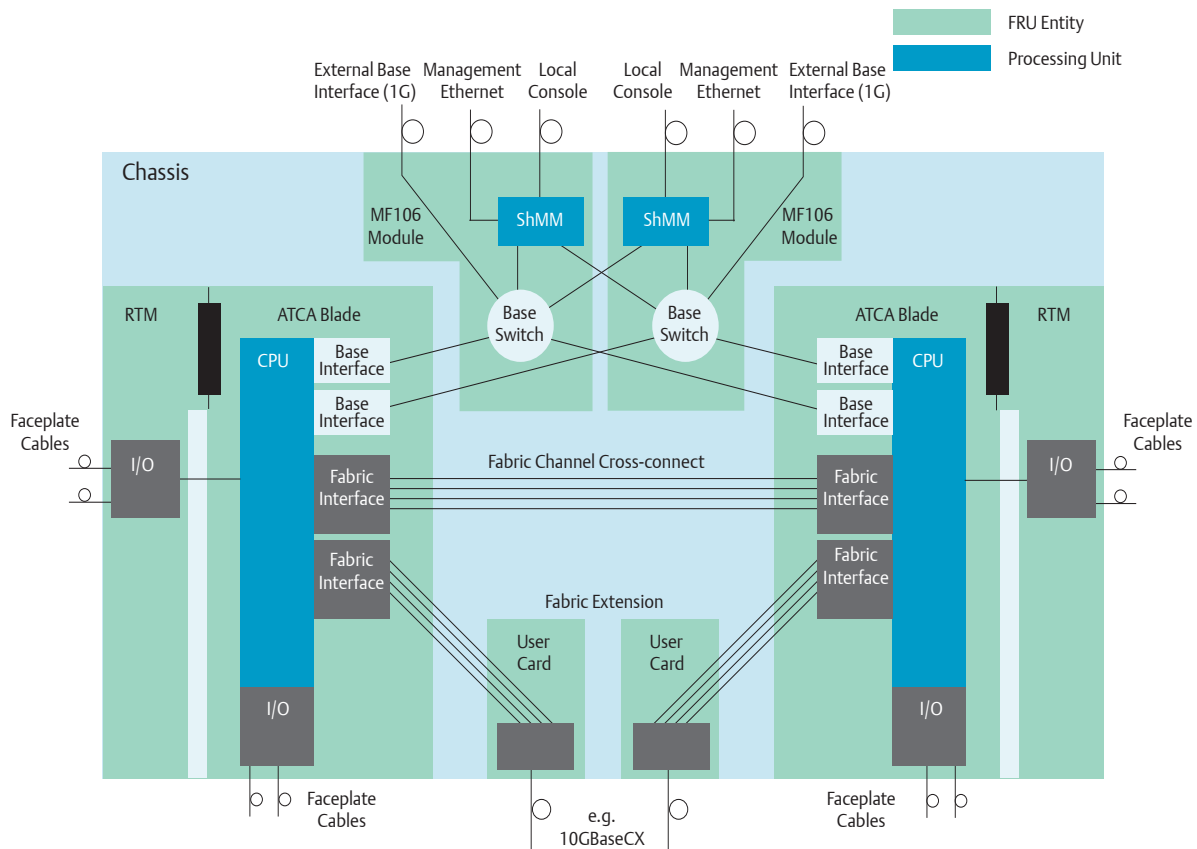 FRU Entity
Processing Unit
External Base
Interface (1G)
Management
Ethernet
Local
Console
Local
Console
Management
Ethernet
External Base
Interface (1G)
Chassis
MF106
Module
ShMM
ShMM
MF106
Module
RTM
ATCA Blade
Base
Switch
Base
Switch
ATCA Blade
RTM
CPU
Base
Interface
Base
Interface
CPU
Base
Interface
Base
Interface
Faceplate
Cables
I/O
Fabric
Interface
Fabric Channel Cross-connect
Fabric
Interface
I/O
Faceplate
Cables
Fabric
Interface
Fabric
Interface
Fabric Extension
User
Card
User
Card
I/O
I/O
Faceplate
Cables
e.g.
10GBaseCX
Faceplate
Cables